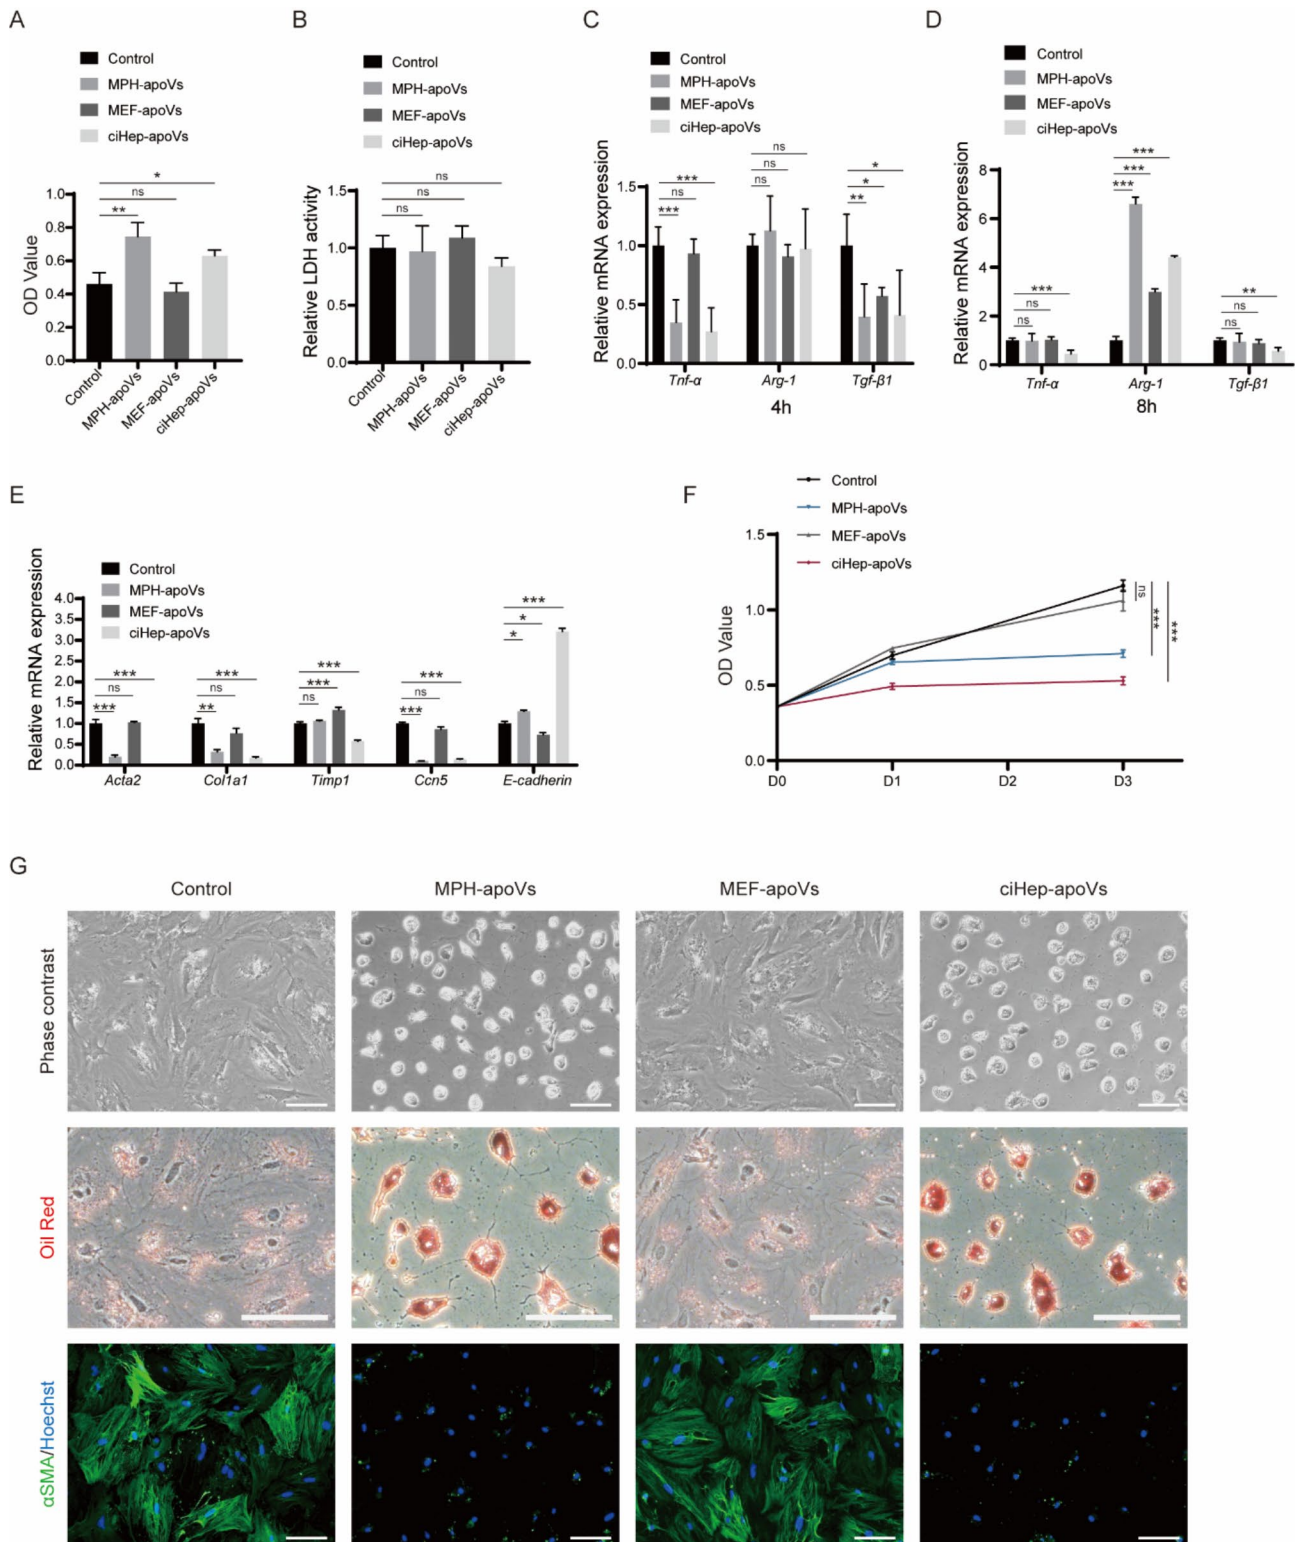 A
Control
MPH-apoVs
MEF-apoVs
ciHep-apoVs
*
ns
**
1.0
0.8
0.6
0.4
0.2
0.0
OD Value
Control
MPH-apoVs
MEF-apoVs
ciHep-apoVs
B
Control
MPH-apoVs
MEF-apoVs
ciHep-apoVs
ns
ns
ns
1.5
1.0
0.5
0.0
Relative LDH activity
Control
MPH-apoVs
MEF-apoVs
ciHep-apoVs
C
Control
MPH-apoVs
MEF-apoVs
ciHep-apoVs
*** ns ***
ns ns ns
** * *
1.5
1.0
0.5
0.0
Relative mRNA expression
Tnf-α Arg-1 Tgf-β1
4h
D
Control
MPH-apoVs
MEF-apoVs
ciHep-apoVs
ns ns ***
*** *** ***
ns ns **
8
6
4
2
0
Relative mRNA expression
Tnf-α Arg-1 Tgf-β1
8h
E
Control
MPH-apoVs
MEF-apoVs
ciHep-apoVs
*** ns ***
** ns ***
ns *** ***
*** ns ***
* * ***
4.0
3.5
3.0
2.5
2.0
1.5
1.0
0.5
0.0
Relative mRNA expression
Acta2 Col1a1 Timp1 Ccn5 E-cadherin
F
Control
MPH-apoVs
MEF-apoVs
ciHep-apoVs
1.5
1.0
0.5
0.0
OD Value
ns
***
***
D0 D1 D2 D3
G
Control MPH-apoVs MEF-apoVs ciHep-apoVs
Phase contrast
Oil Red
αSMA/Hoechst